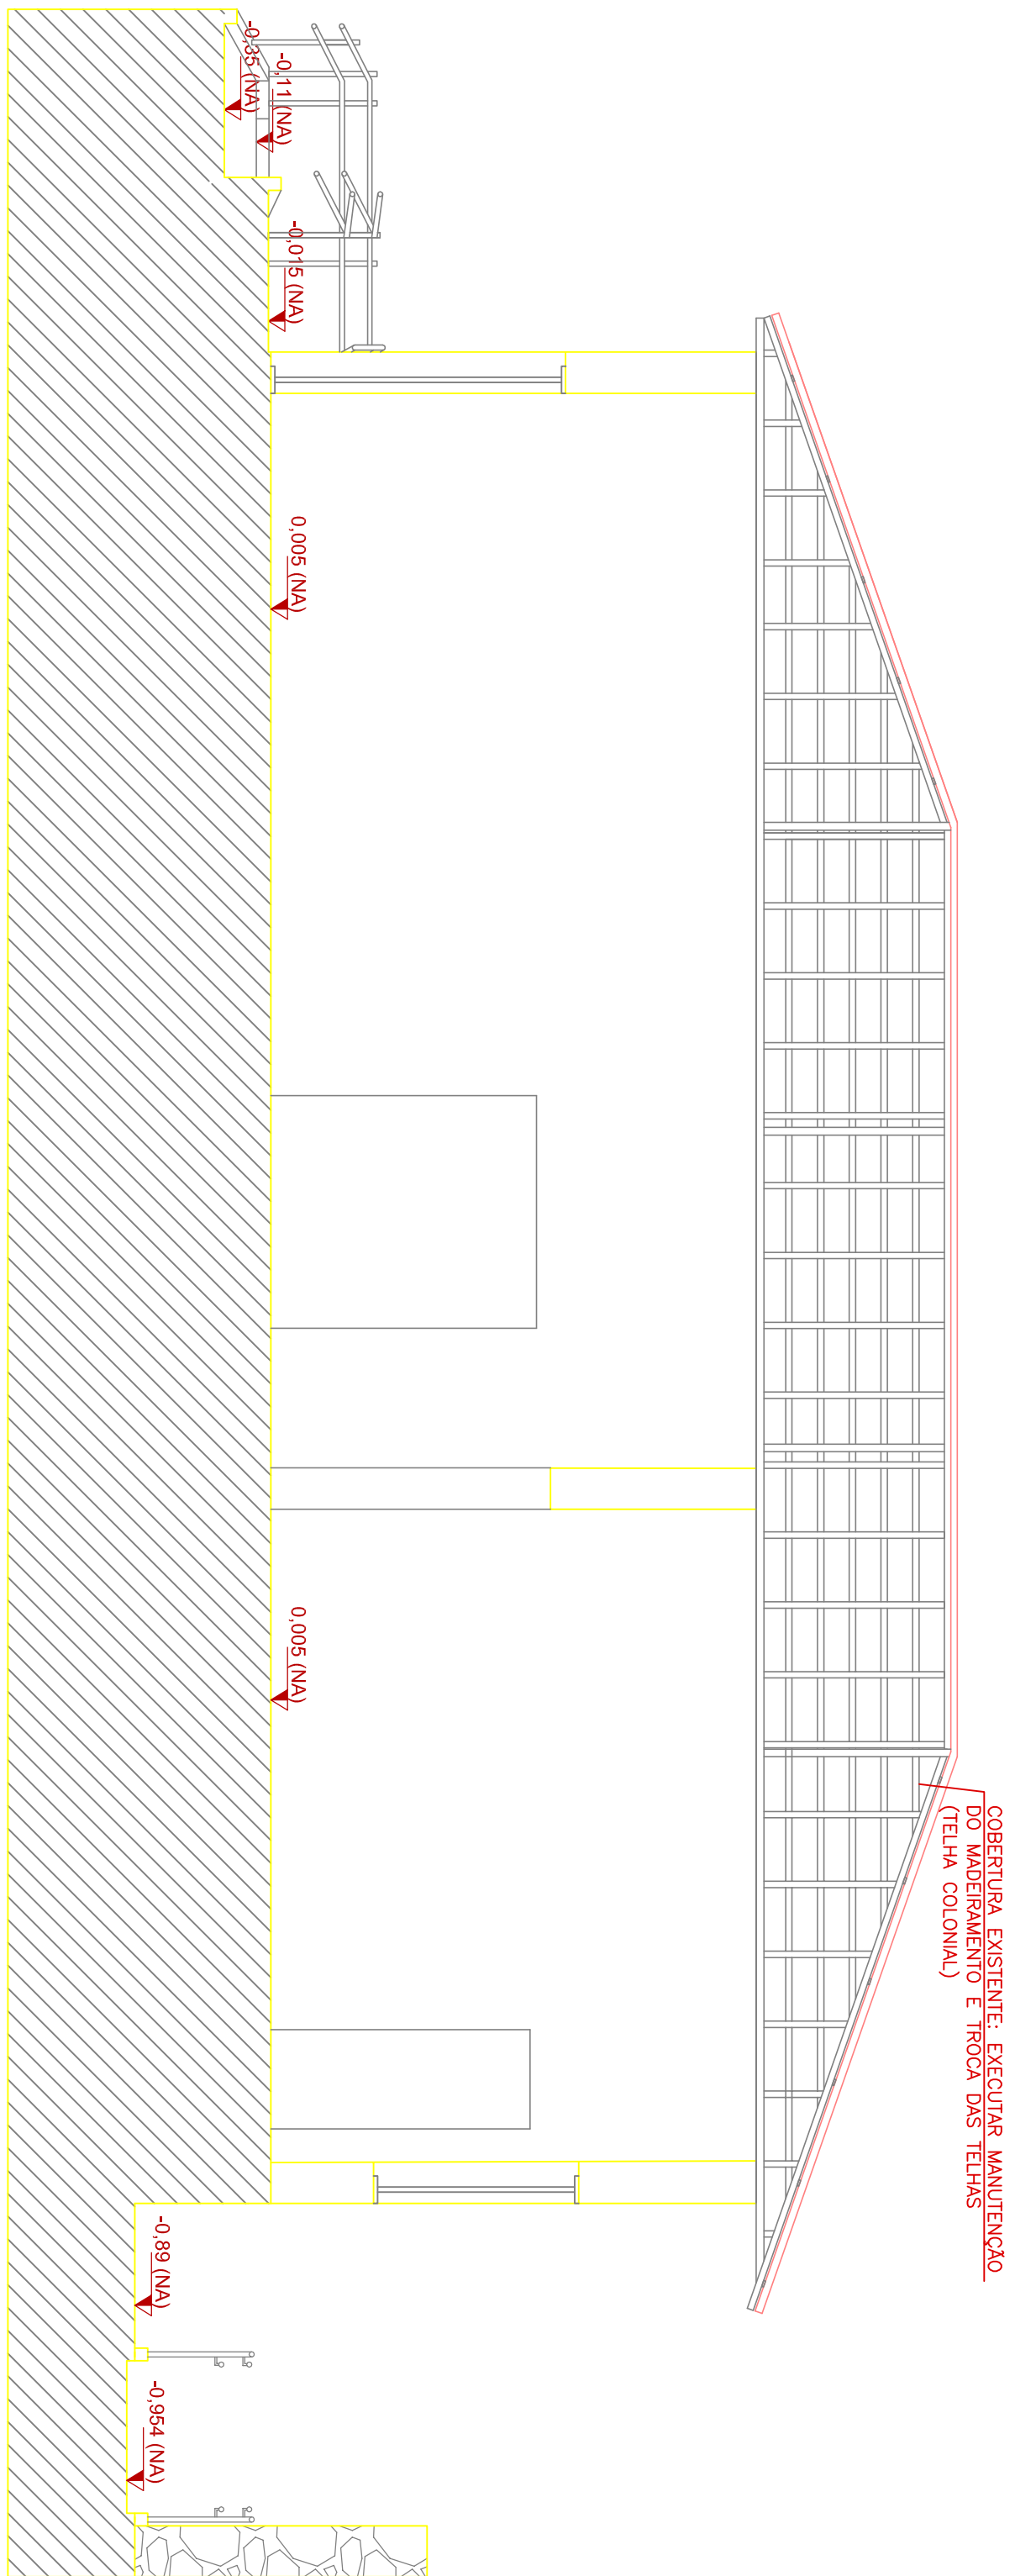 -0,35 (NA)
-0,11 (NA)
-0,015 (NA)
0,005 (NA)
0,005 (NA)
COBERTURA EXISTENTE: EXECUTAR MANUTENÇÃO
DO MADEIRAMENTO E TROCA DAS TELHAS
(TELHA COLONIAL)
-0,89 (NA)
-0,954 (NA)